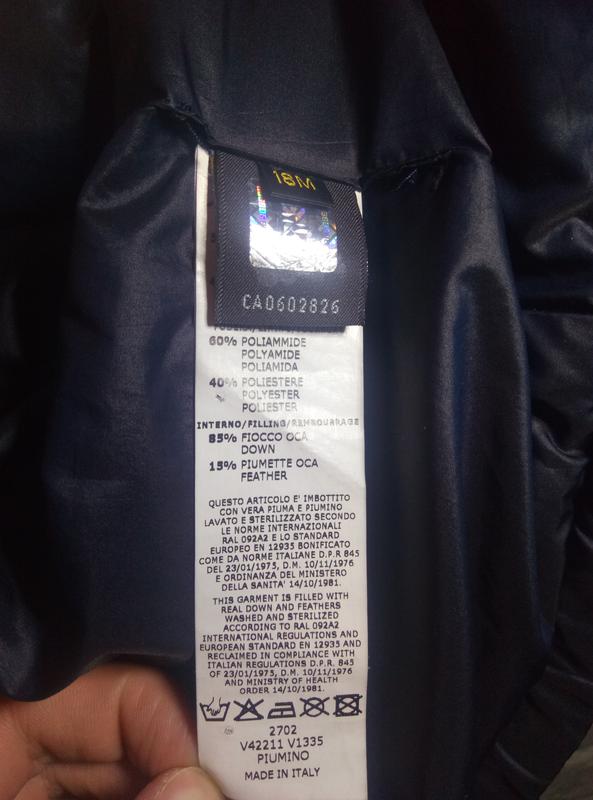 18M
CA0602826
60% POLIAMMIDE
POLYAMIDE
POLIAMIDA
40% POLIESTERE
POLYESTER
POLIESTER
INTERNO/FILLING/REMBOURRAGE
85% FIOCCO OCA
DOWN
15% PIUMETTE OCA
FEATHER
QUESTO ARTICOLO E' IMBOTTITO
CON VERA PIUMA E PIUMINO
LAVATO E STERILIZZATO SECONDO
LE NORME INTERNAZIONALI
RAL 092A2 E LO STANDARD
EUROPEO EN 12935 BONIFICATO
COME DA NORME ITALIANE D.P.R 845
DEL 23/01/1975, D.M. 10/11/1976
E ORDINANZA DEL MINISTERO
DELLA SANITA' 14/10/1981.
THIS GARMENT IS FILLED WITH
REAL DOWN AND FEATHERS
WASHED AND STERILIZED
ACCORDING TO RAL 092A2
INTERNATIONAL REGULATIONS AND
EUROPEAN STANDARD EN 12935 AND
RECLAIMED IN COMPLIANCE WITH
ITALIAN REGULATIONS D.P.R. 845
OF 23/01/1975, D.M. 10/11/1976
AND MINISTRY OF HEALTH
ORDER 14/10/1981.
2702
V42211 V1335
PIUMINO
MADE IN ITALY